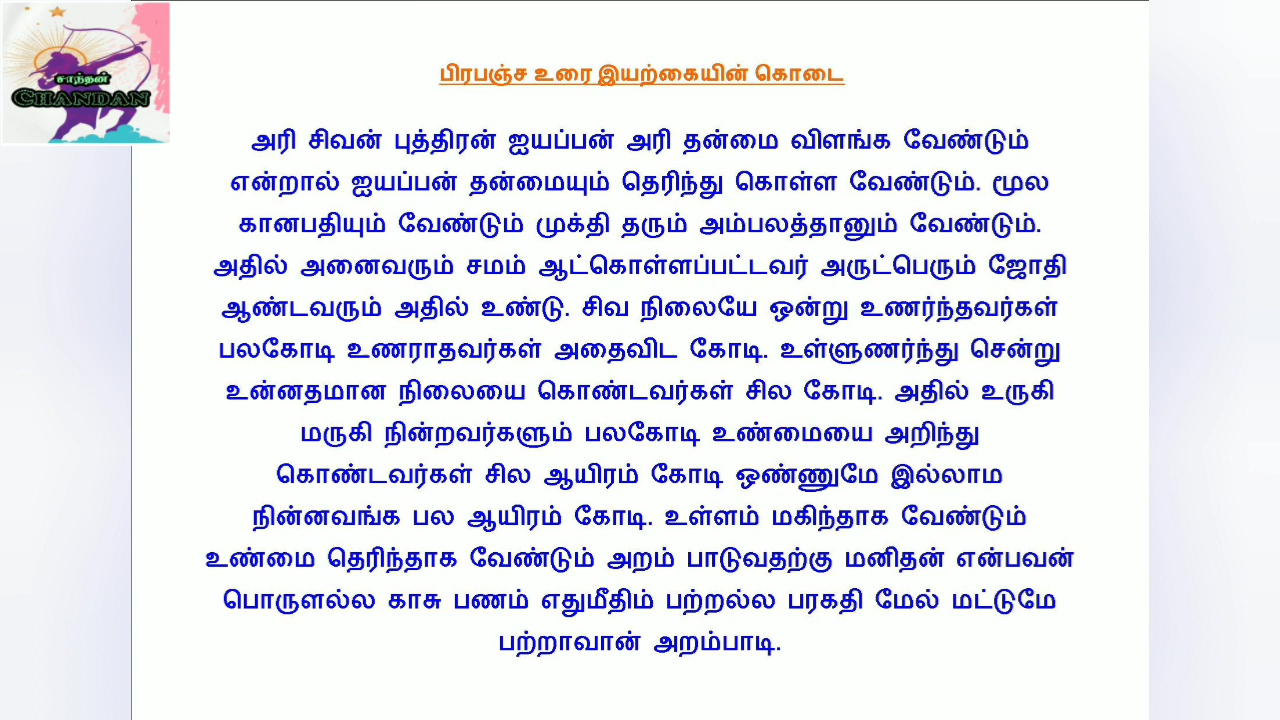 சாந்தன்
CHANDAN
பிரபஞ்ச உரை இயற்கையின் கொடை
அரி சிவன் புத்திரன் ஐயப்பன் அரி தன்மை விளங்க வேண்டும்
என்றால் ஐயப்பன் தன்மையும் தெரிந்து கொள்ள வேண்டும். மூல
கானபதியும் வேண்டும் முக்தி தரும் அம்பலத்தானும் வேண்டும்.
அதில் அனைவரும் சமம் ஆட்கொள்ளப்பட்டவர் அருட்பெரும் ஜோதி
ஆண்டவரும் அதில் உண்டு. சிவ நிலையே ஒன்று உணர்ந்தவர்கள்
பலகோடி உணராதவர்கள் அதைவிட கோடி. உள்ளுணர்ந்து சென்று
உன்னதமான நிலையை கொண்டவர்கள் சில கோடி. அதில் உருகி
மருகி நின்றவர்களும் பலகோடி உண்மையை அறிந்து
கொண்டவர்கள் சில ஆயிரம் கோடி ஒண்ணுமே இல்லாம
நின்னவங்க பல ஆயிரம் கோடி. உள்ளம் மகிந்தாக வேண்டும்
உண்மை தெரிந்தாக வேண்டும் அறம் பாடுவதற்கு மனிதன் என்பவன்
பொருளல்ல காசு பணம் எதுமீதிம் பற்றல்ல பரகதி மேல் மட்டுமே
பற்றாவான் அறம்பாடி.